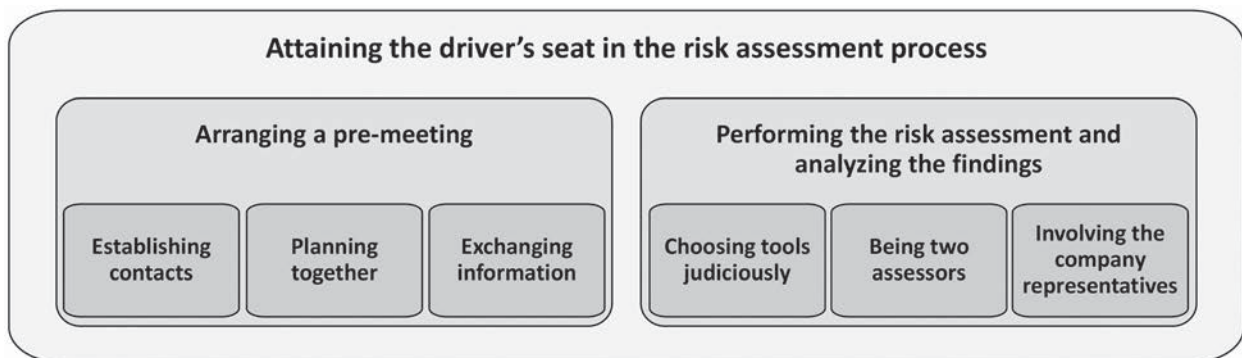 Attaining the driver’s seat in the risk assessment process
Arranging a pre-meeting
Establishing
contacts
Planning
together
Exchanging
information
Performing the risk assessment and
analyzing the findings
Choosing tools
judiciously
Being two
assessors
Involving the
company
representatives